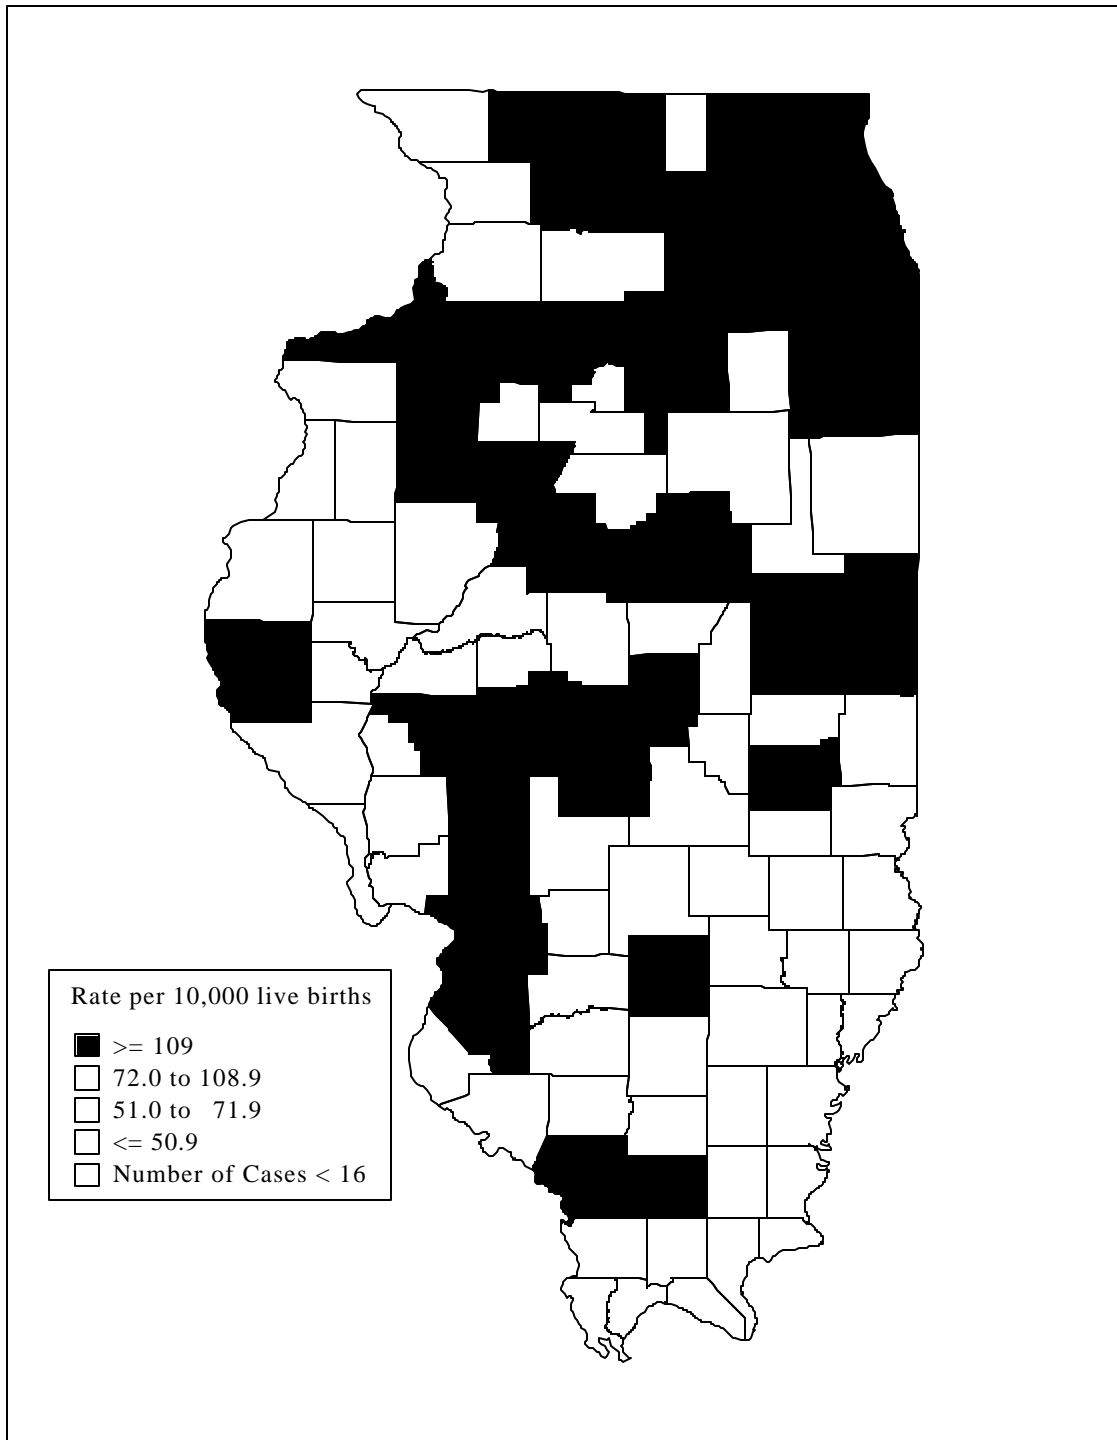 Rate per 10,000 live births
>= 109
72.0 to 108.9
51.0 to 71.9
<= 50.9
Number of Cases < 16